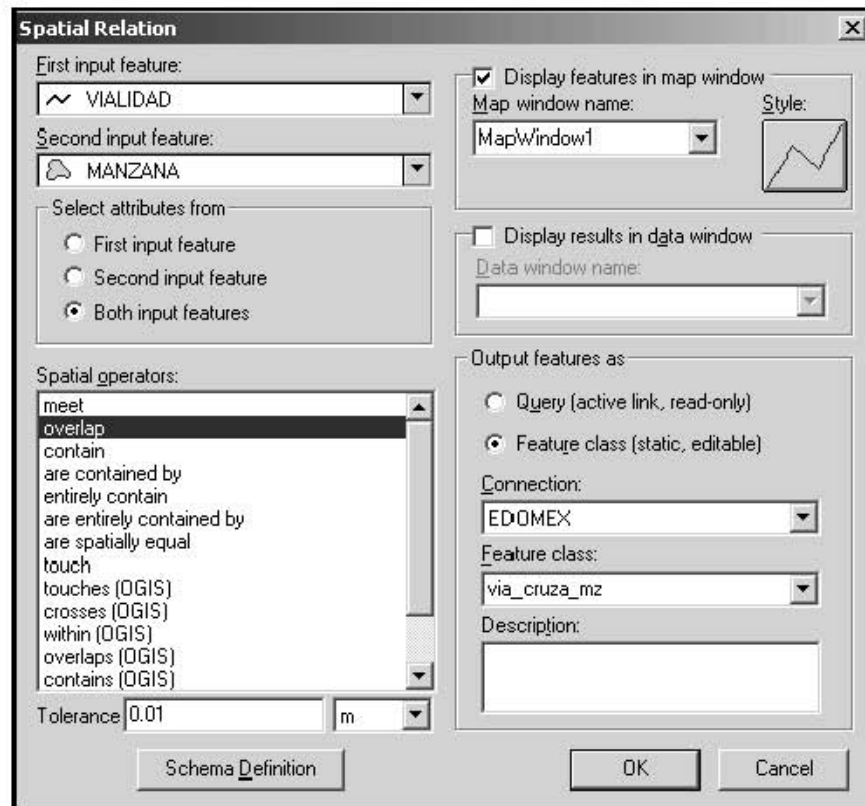 Spatial Relation
First input feature:
VIALIDAD
Second input feature:
MANZANA
Select attributes from
First input feature
Second input feature
Both input features
Spatial operators:
meet
overlap
contain
are contained by
entirely contain
are entirely contained by
are spatially equal
touch
touches (OGIS)
crosses (OGIS)
within (OGIS)
overlaps (OGIS)
contains (OGIS)
Tolerance 0.01 m
Schema Definition
Display features in map window
Map window name:
Style:
MapWindow1
Display results in data window
Data window name:
Output features as
Query (active link, read-only)
Feature class (static, editable)
Connection:
EDOMEX
Feature class:
via_cruza_mz
Description:
OK
Cancel